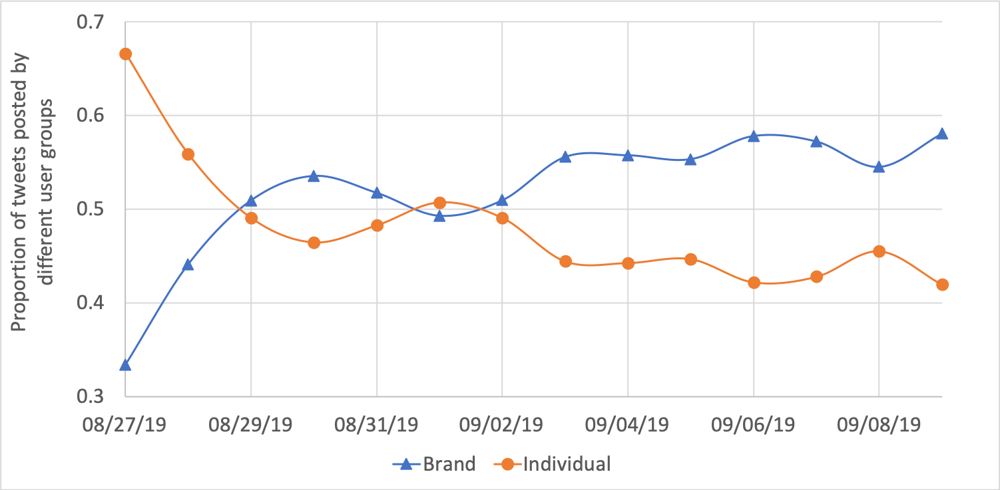 Proportion of tweets posted by
different user groups
0.7
0.6
0.5
0.4
0.3
08/27/19 08/29/19 08/31/19 09/02/19 09/04/19 09/06/19 09/08/19
Brand Individual